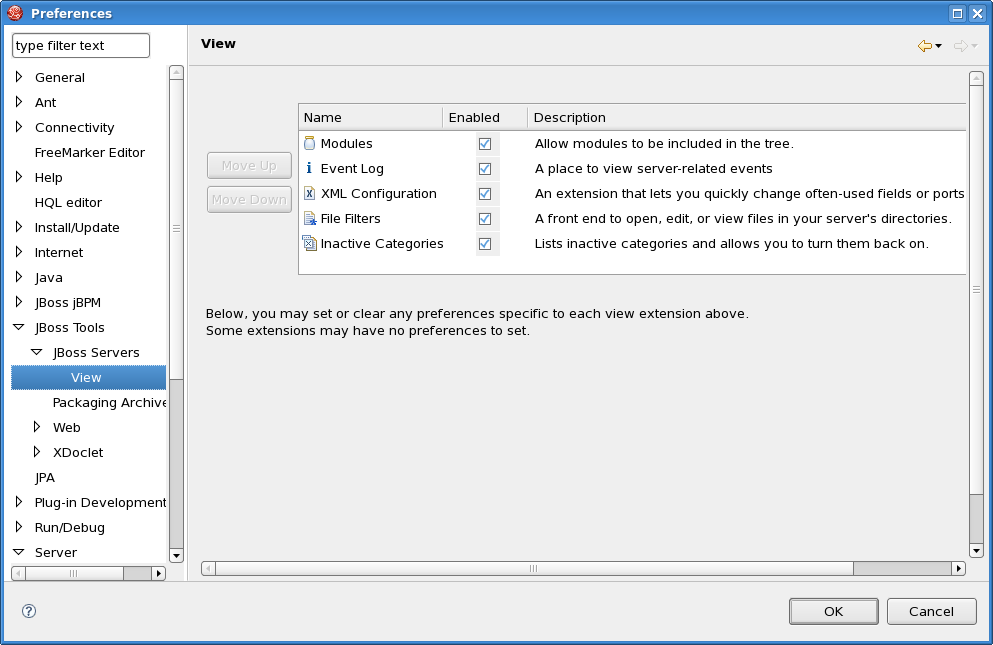 Preferences
type filter text
General
Ant
Connectivity
FreeMarker Editor
Help
HQL editor
Install/Update
Internet
Java
JBoss jBPM
JBoss Tools
JBoss Servers
View
Packaging Archive
Web
XDoclet
JPA
Plug-in Development
Run/Debug
Server
View
Move Up
Move Down
Name Enabled Description
Modules Allow modules to be included in the tree.
Event Log A place to view server-related events
XML Configuration An extension that lets you quickly change often-used fields or ports
File Filters A front end to open, edit, or view files in your server's directories.
Inactive Categories Lists inactive categories and allows you to turn them back on.
Below, you may set or clear any preferences specific to each view extension above.
Some extensions may have no preferences to set.
OK Cancel